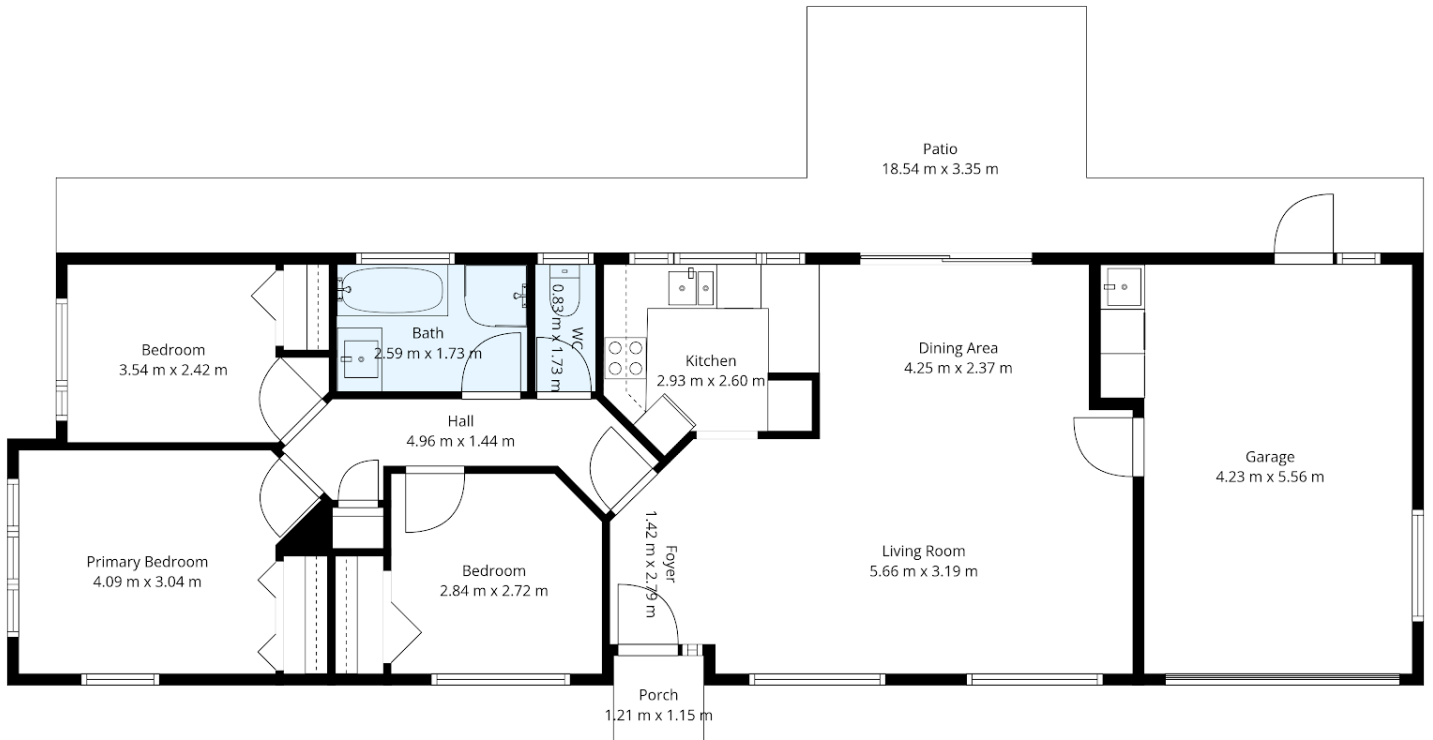 Patio
18.54 m x 3.35 m
Bedroom
3.54 m x 2.42 m
Bath
2.59 m x 1.73 m
WC
0.83 m x 1.73 m
Kitchen
2.93 m x 2.60 m
Dining Area
4.25 m x 2.37 m
Hall
4.96 m x 1.44 m
Garage
4.23 m x 5.56 m
Primary Bedroom
4.09 m x 3.04 m
Bedroom
2.84 m x 2.72 m
Foyer
1.42 m x 2.79 m
Living Room
5.66 m x 3.19 m
Porch
1.21 m x 1.15 m